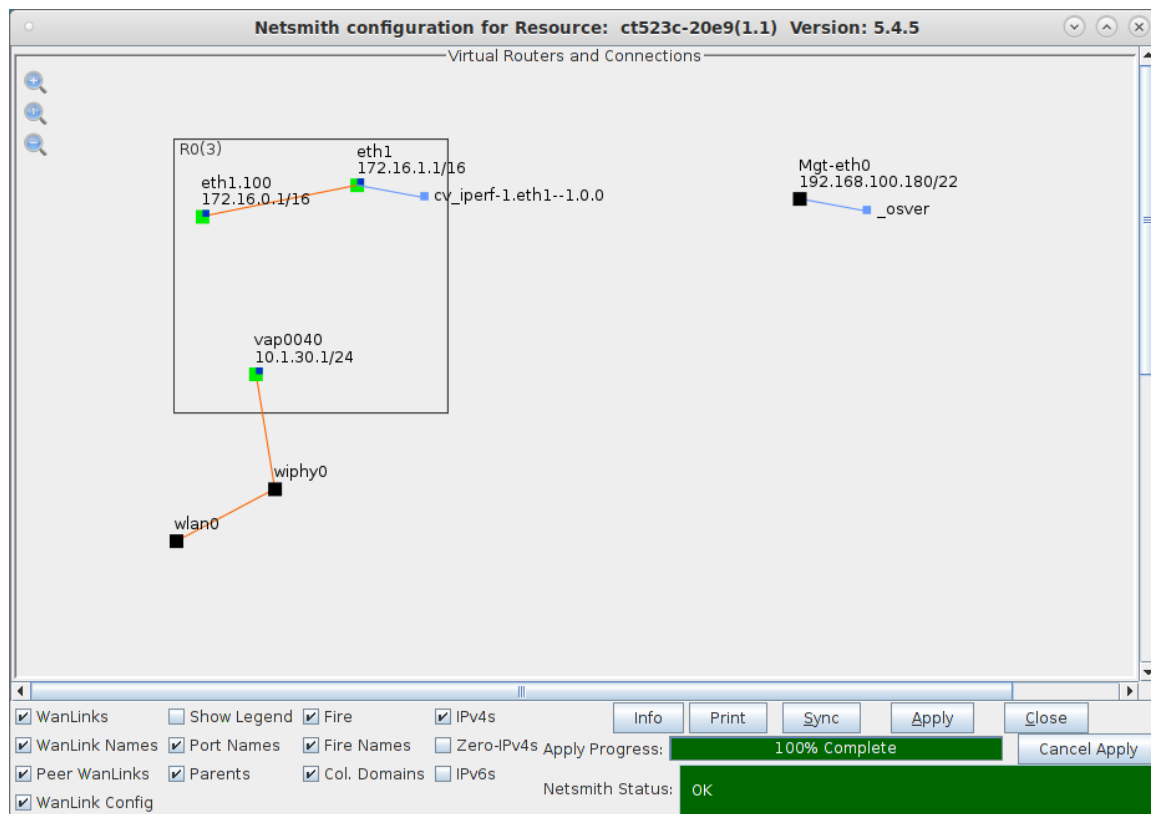 Netsmith configuration for Resource:  ct523c-20e9(1.1)  Version: 5.4.5
Virtual Routers and Connections
R0(3)
eth1
172.16.1.1/16
eth1.100
172.16.0.1/16
cv_iperf-1.eth1--1.0.0
Mgt-eth0
192.168.100.180/22
_osver
vap0040
10.1.30.1/24
wiphy0
wlan0
WanLinks Show Legend Fire IPv4s Info Print Sync Apply Close
WanLink Names Port Names Fire Names Zero-IPv4s Apply Progress: 100% Complete Cancel Apply
Peer WanLinks Parents Col. Domains IPv6s
Netsmith Status: OK
WanLink Config